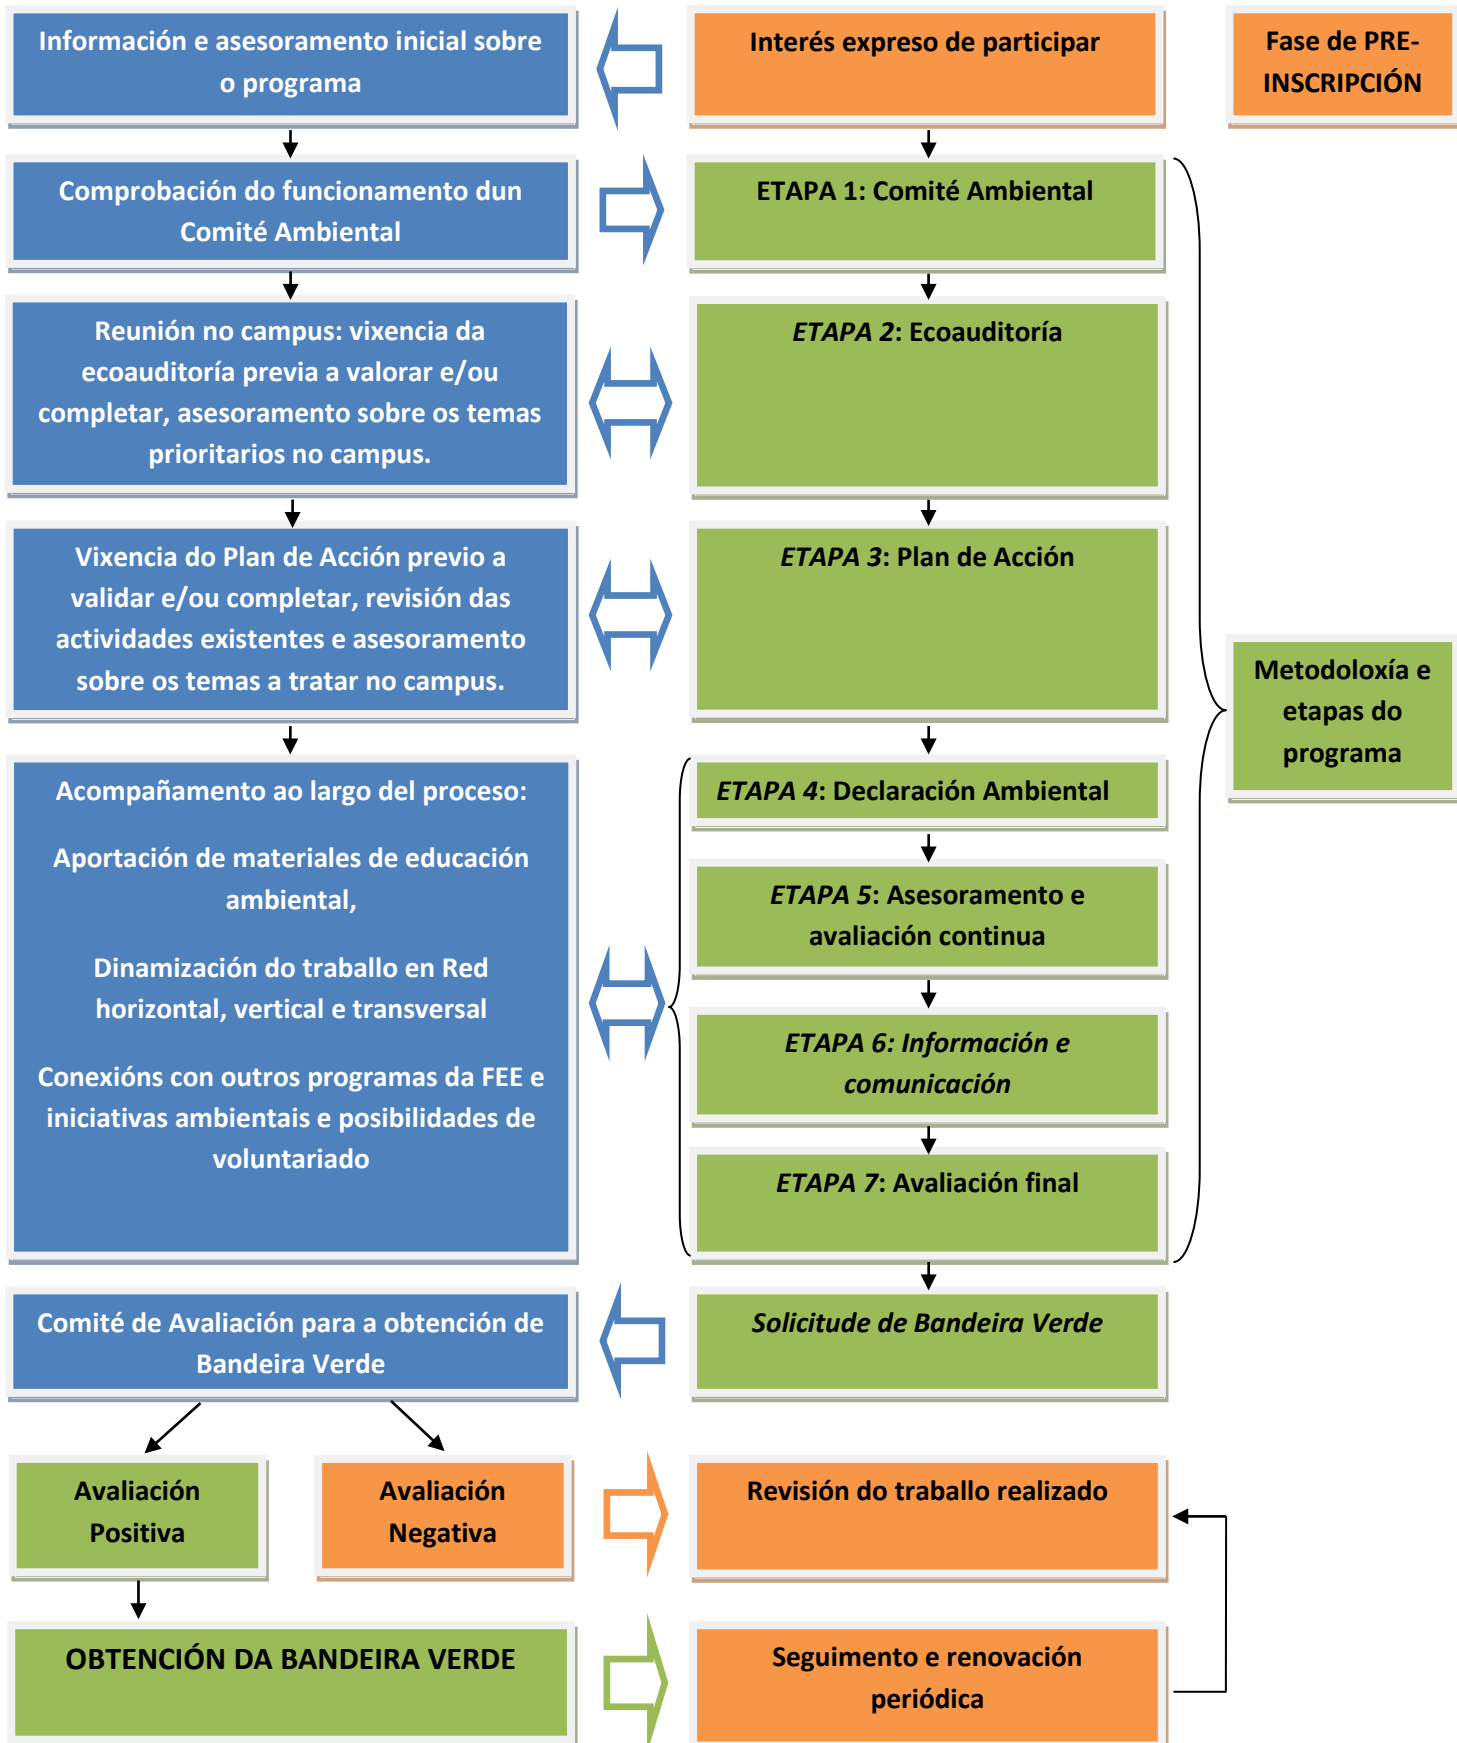 Información e asesoramento inicial sobre
o programa
Interés expreso de participar
Fase de PRE-
INSCRIPCIÓN
Comprobación do funcionamento dun
Comité Ambiental
ETAPA 1: Comité Ambiental
Reunión no campus: vixencia da
ecoauditoría previa a valorar e/ou
completar, asesoramento sobre os temas
prioritarios no campus.
ETAPA 2: Ecoauditoría
Vixencia do Plan de Acción previo a
validar e/ou completar, revisión das
actividades existentes e asesoramento
sobre os temas a tratar no campus.
ETAPA 3: Plan de Acción
Metodoloxía e
etapas do
programa
Acompañamento ao largo del proceso:
Aportación de materiales de educación
ambiental,
Dinamización do traballo en Red
horizontal, vertical e transversal
Conexións con outros programas da FEE e
iniciativas ambientais e posibilidades de
voluntariado
ETAPA 4: Declaración Ambiental
ETAPA 5: Asesoramento e
avaliación continua
ETAPA 6: Información e
comunicación
ETAPA 7: Avaliación final
Comité de Avaliación para a obtención de
Bandeira Verde
Solicitude de Bandeira Verde
Avaliación
Positiva
Avaliación
Negativa
Revisión do traballo realizado
OBTENCIÓN DA BANDEIRA VERDE
Seguimento e renovación
periódica